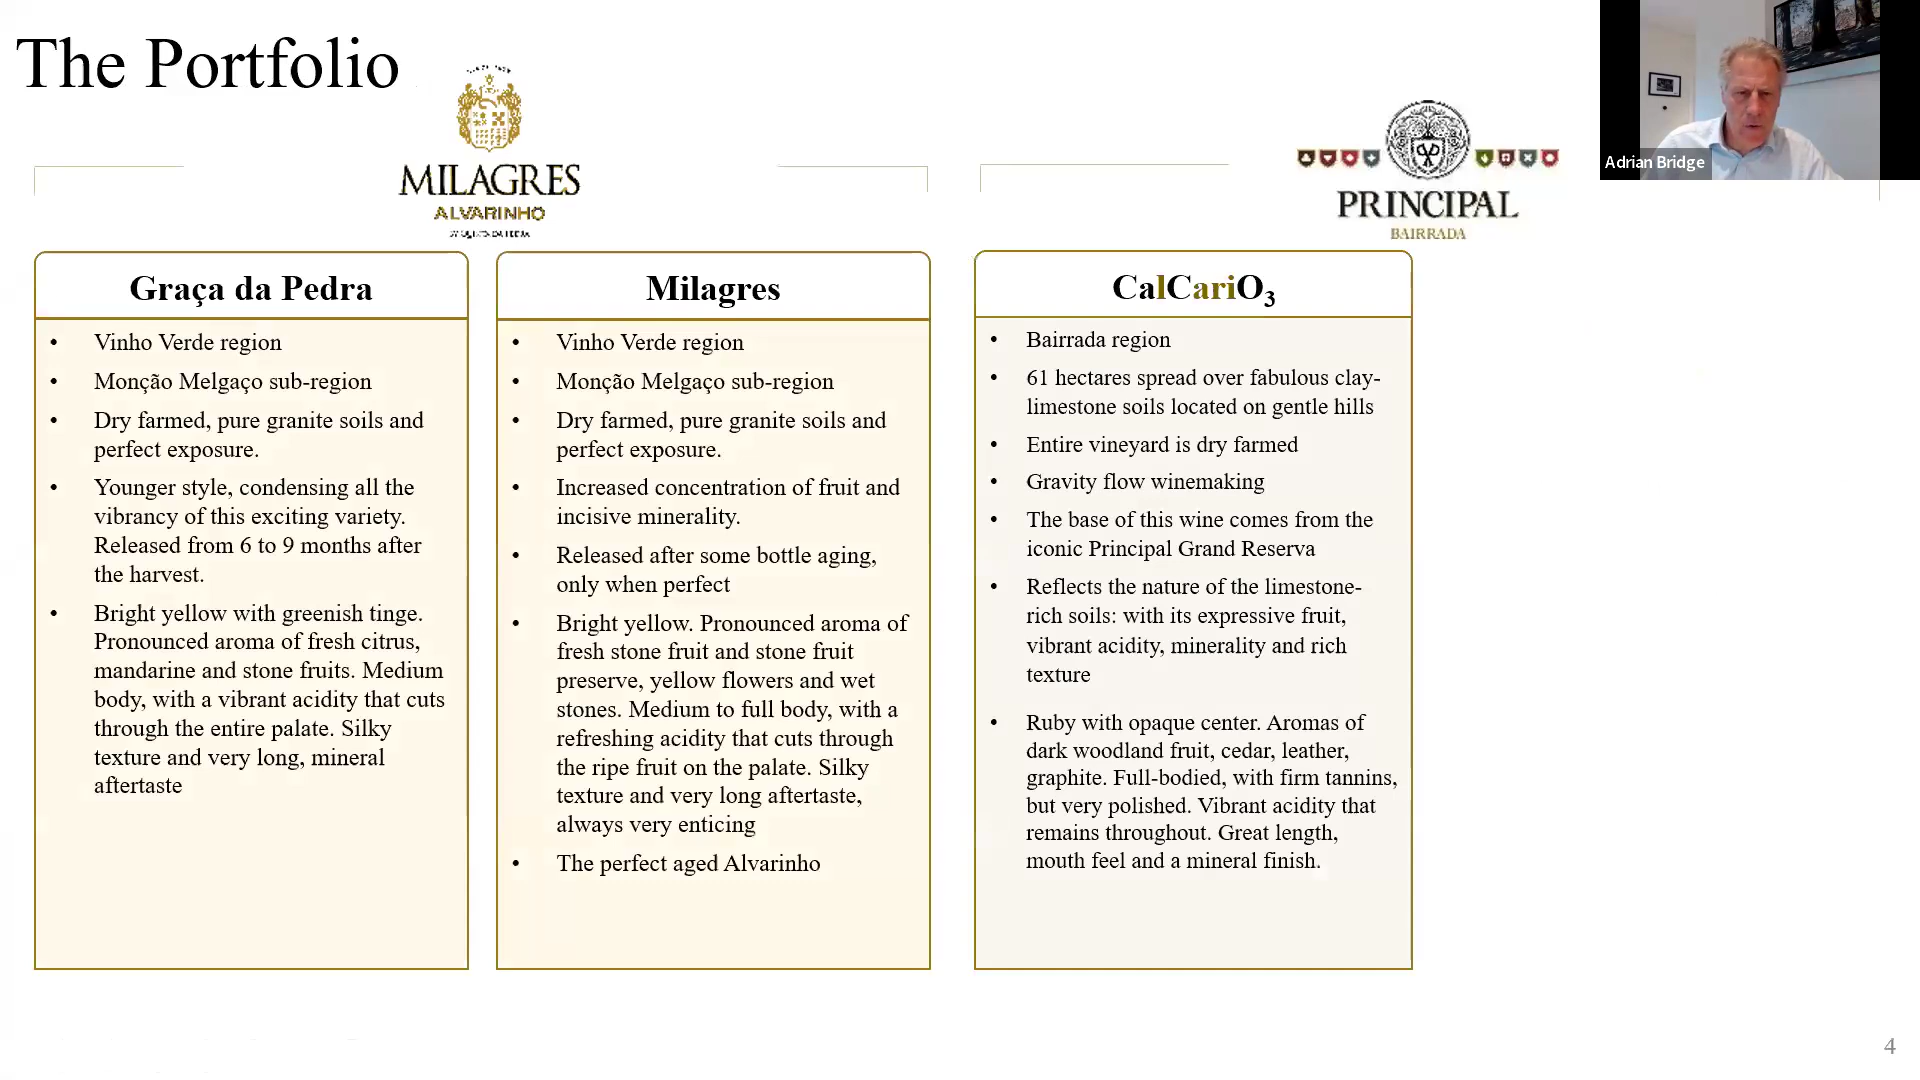 The Portfolio
MILAGRES
ALVARINHO
BY QUINTA DA PEDRA
PRINCIPAL
BAIRRADA
Adrian Bridge
Graça da Pedra
• Vinho Verde region
• Monção Melgaço sub-region
• Dry farmed, pure granite soils and
perfect exposure.
• Younger style, condensing all the
vibrancy of this exciting variety.
Released from 6 to 9 months after
the harvest.
• Bright yellow with greenish tinge.
Pronounced aroma of fresh citrus,
mandarine and stone fruits. Medium
body, with a vibrant acidity that cuts
through the entire palate. Silky
texture and very long, mineral
aftertaste
Milagres
• Vinho Verde region
• Monção Melgaço sub-region
• Dry farmed, pure granite soils and
perfect exposure.
• Increased concentration of fruit and
incisive minerality.
• Released after some bottle aging,
only when perfect
• Bright yellow. Pronounced aroma of
fresh stone fruit and stone fruit
preserve, yellow flowers and wet
stones. Medium to full body, with a
refreshing acidity that cuts through
the ripe fruit on the palate. Silky
texture and very long aftertaste,
always very enticing
• The perfect aged Alvarinho
CalCariO₃
• Bairrada region
• 61 hectares spread over fabulous clay-
limestone soils located on gentle hills
• Entire vineyard is dry farmed
• Gravity flow winemaking
• The base of this wine comes from the
iconic Principal Grand Reserva
• Reflects the nature of the limestone-
rich soils: with its expressive fruit,
vibrant acidity, minerality and rich
texture
• Ruby with opaque center. Aromas of
dark woodland fruit, cedar, leather,
graphite. Full-bodied, with firm tannins,
but very polished. Vibrant acidity that
remains throughout. Great length,
mouth feel and a mineral finish.
4